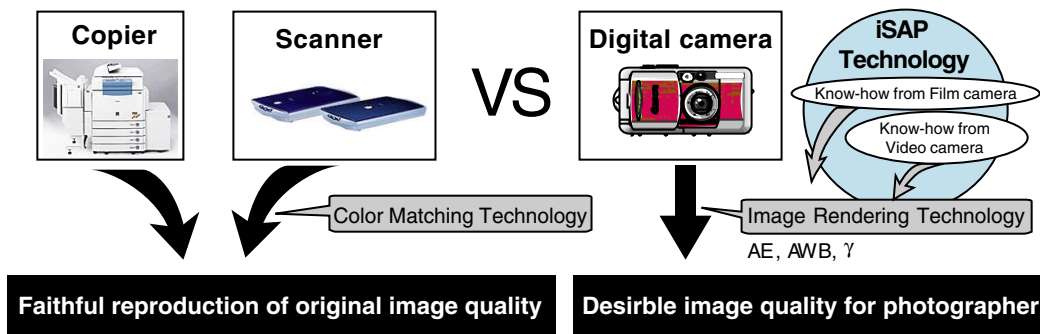 Copier
Scanner
VS
Digital camera
iSAP
Technology
Know-how from Film camera
Know-how from
Video camera
Color Matching Technology
Image Rendering Technology
AE, AWB, γ
Faithful reproduction of original image quality
Desirble image quality for photographer